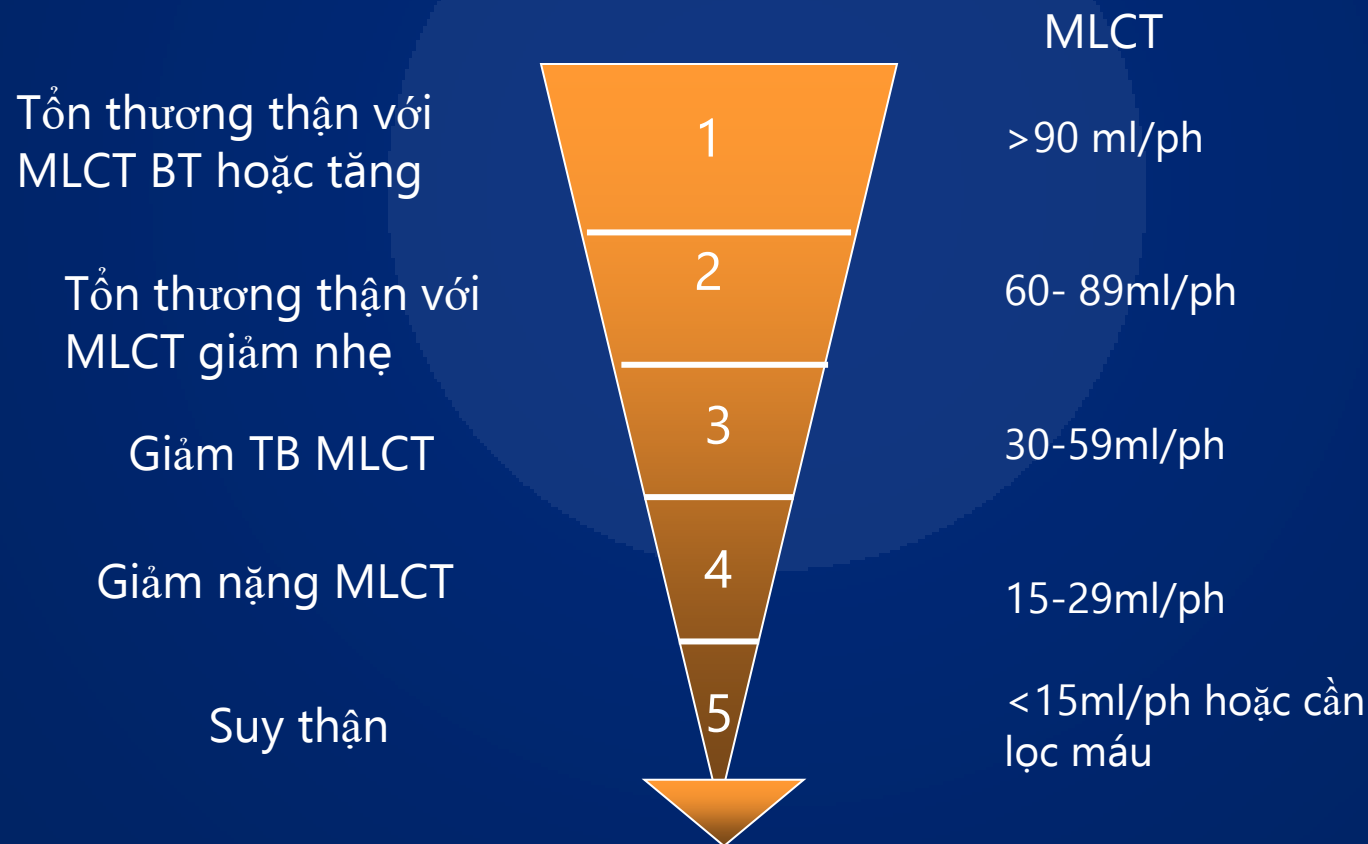 MLCT
Tổn thương thận với
MLCT BT hoặc tăng
1
>90 ml/ph
Tổn thương thận với
MLCT giảm nhẹ
2
60- 89ml/ph
Giảm TB MLCT
3
30-59ml/ph
Giảm nặng MLCT
4
15-29ml/ph
Suy thận
5
<15ml/ph hoặc cần
lọc máu